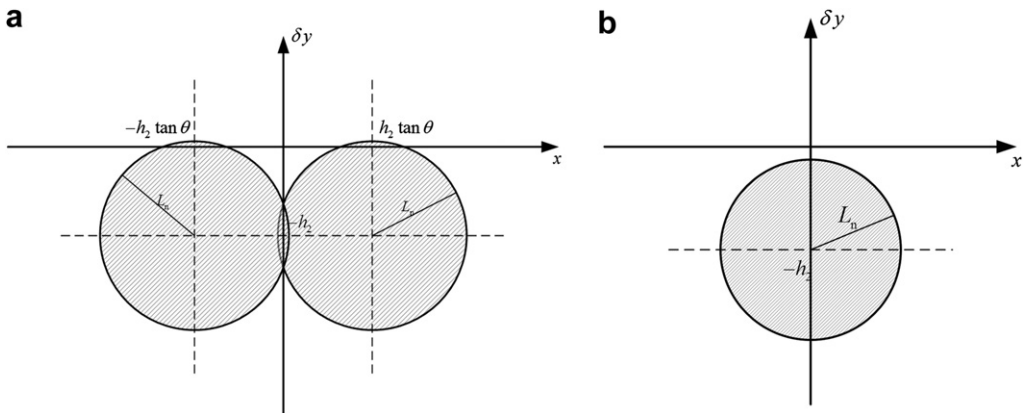 a
δy
−h₂ tan θ
h₂ tan θ
x
Lₙ
Lₙ
−h₂
b
δy
x
Lₙ
−h₂